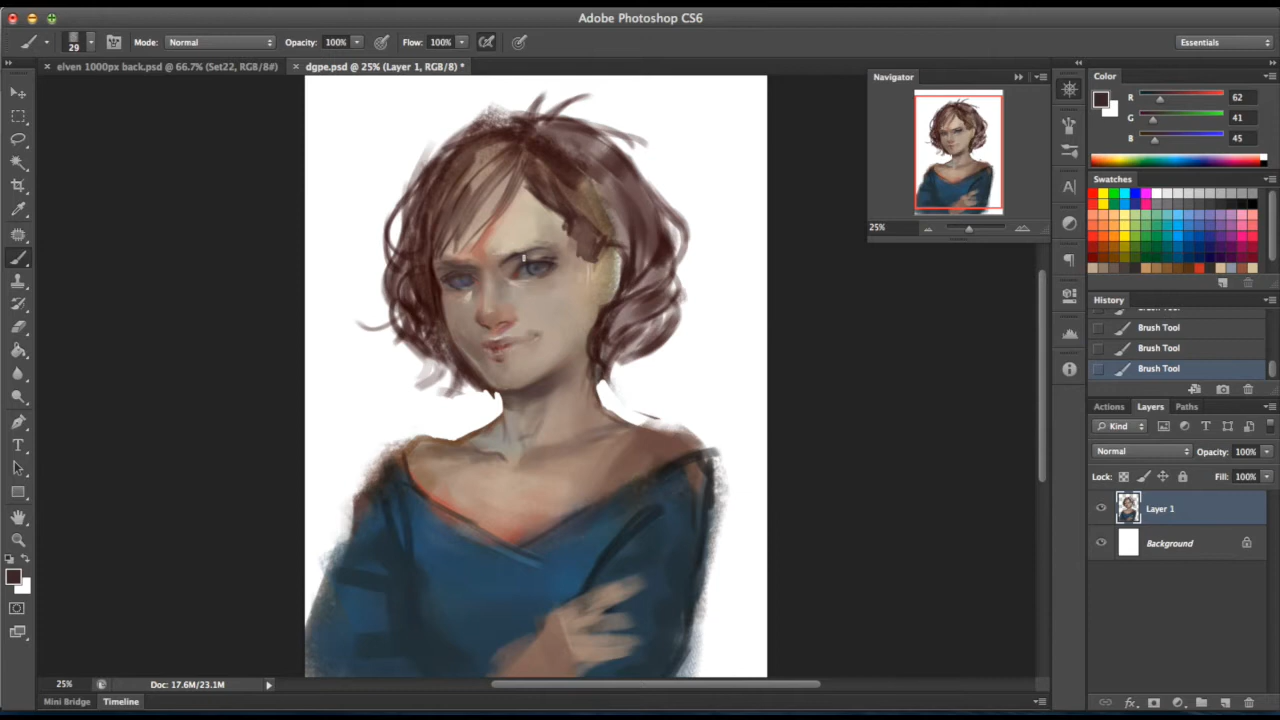 Adobe Photoshop CS6
29 Mode: Normal Opacity: 100% Flow: 100% Essentials
elven 1000px back.psd @ 66.7% (Set22, RGB/8#) dgpe.psd @ 25% (Layer 1, RGB/8) *
Navigator
25%
Color
R 62
G 41
B 45
Swatches
History
Brush Tool
Brush Tool
Brush Tool
Actions Layers Paths
Kind
Normal Opacity: 100%
Lock: Fill: 100%
Layer 1
Background
25% Doc: 17.6M/23.1M
Mini Bridge Timeline